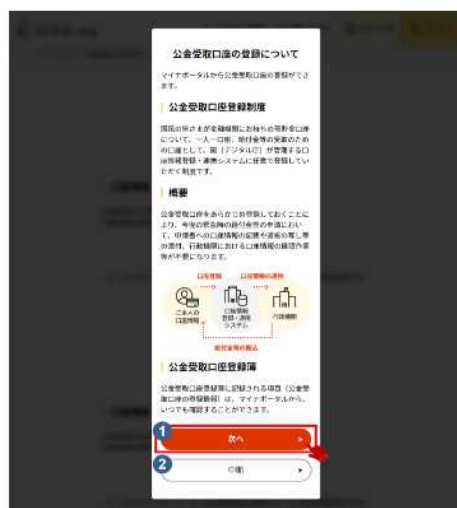 公金受取口座の登録について
マイナポータルから公金受取口座の登録ができ
ます。
公金受取口座登録制度
国民の皆さまが金融機関にお持ちの預貯金口座
について、一人一口座、給付金等の受取のため
の口座として、国（デジタル庁）が管理する口
座情報登録・連携システムに任意で登録してい
ただく制度です。
概要
公金受取口座をあらかじめ登録しておくことに
より、今後の緊急時の給付金等の申請におい
て、申請書への口座情報の記載や通帳の写し等
の添付、行政機関における口座情報の確認作業
等が不要になります。
口座登録
口座情報の連携
ご本人の
口座情報
口座情報
登録・連携
システム
行政機関
給付金等の振込
公金受取口座登録簿
公金受取口座登録簿に記録される項目（公金受
取口座の登録情報）は、マイナポータルから、
いつでも確認することができます。
1
次へ
2